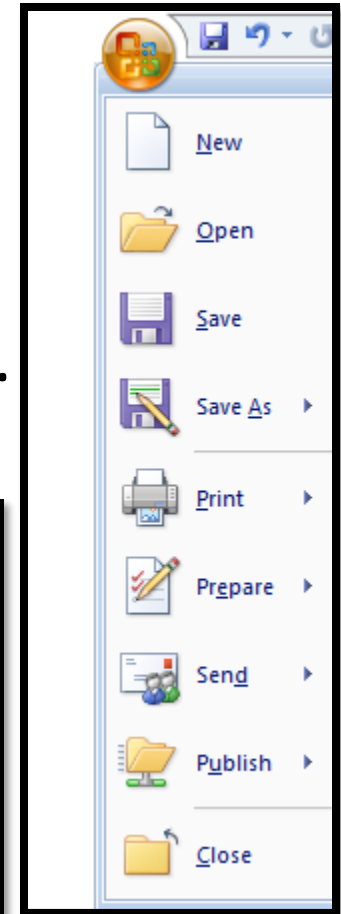 New
Open
Save
Save As
Print
Prepare
Send
Publish
Close